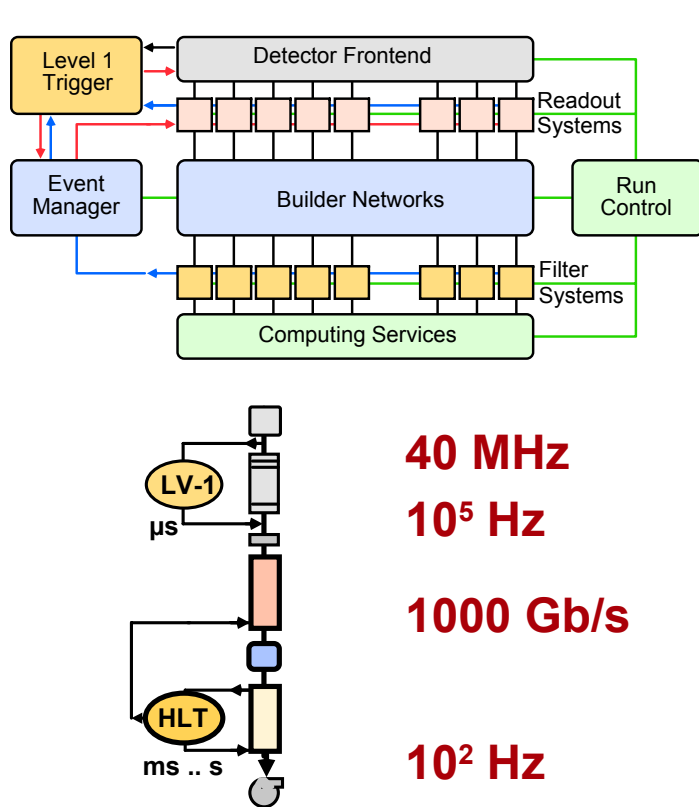 Level 1
Trigger
Detector Frontend
Readout
Systems
Event
Manager
Builder Networks
Run
Control
Filter
Systems
Computing Services
40 MHz
LV-1
10⁵ Hz
µs
1000 Gb/s
HLT
10² Hz
ms .. s